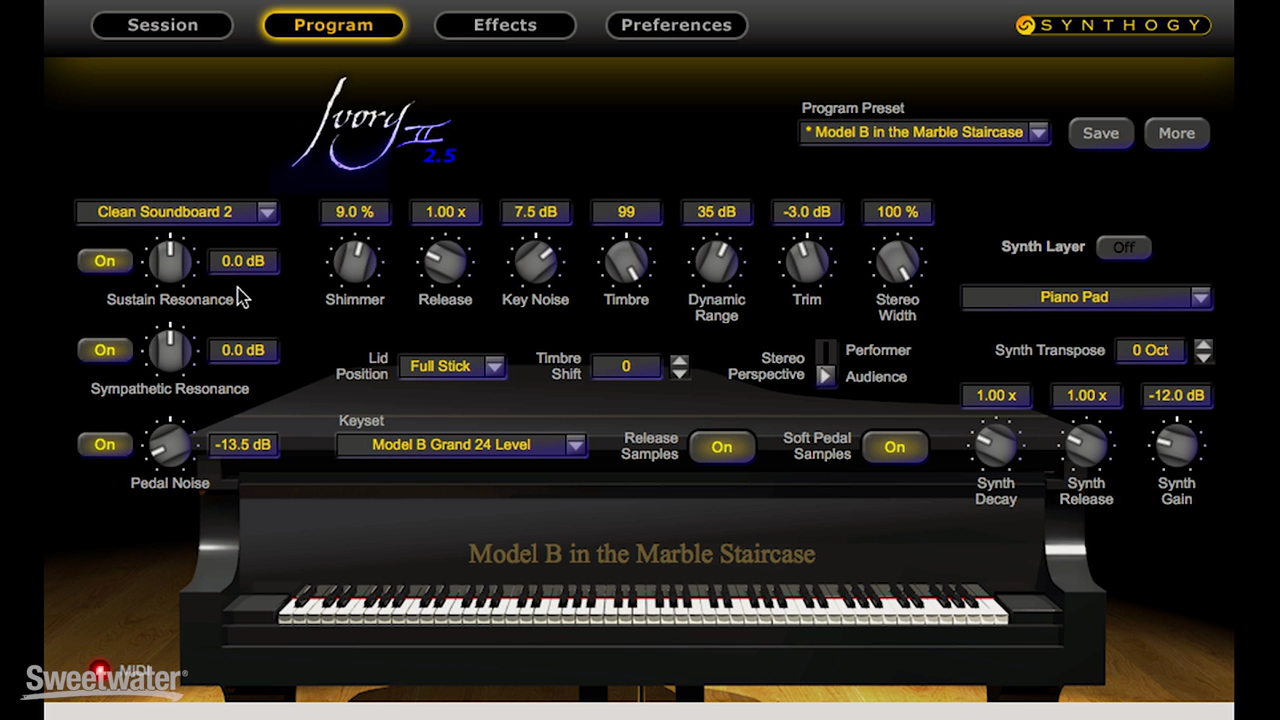 Session Program Effects Preferences SYNTHOGY
Ivory II
2.5
Program Preset
* Model B in the Marble Staircase Save More
Clean Soundboard 2 9.0 % 1.00 x 7.5 dB 99 35 dB -3.0 dB 100 %
Synth Layer Off
On 0.0 dB
Sustain Resonance Shimmer Release Key Noise Timbre Dynamic Range Trim Stereo Width
Piano Pad
On 0.0 dB
Sympathetic Resonance
Lid Position Full Stick Timbre Shift 0 Stereo Perspective Performer Audience
Synth Transpose 0 Oct
1.00 x 1.00 x -12.0 dB
Keyset
On -13.5 dB Model B Grand 24 Level Release Samples On Soft Pedal Samples On
Pedal Noise Synth Decay Synth Release Synth Gain
Model B in the Marble Staircase
MIDI
Sweetwater®